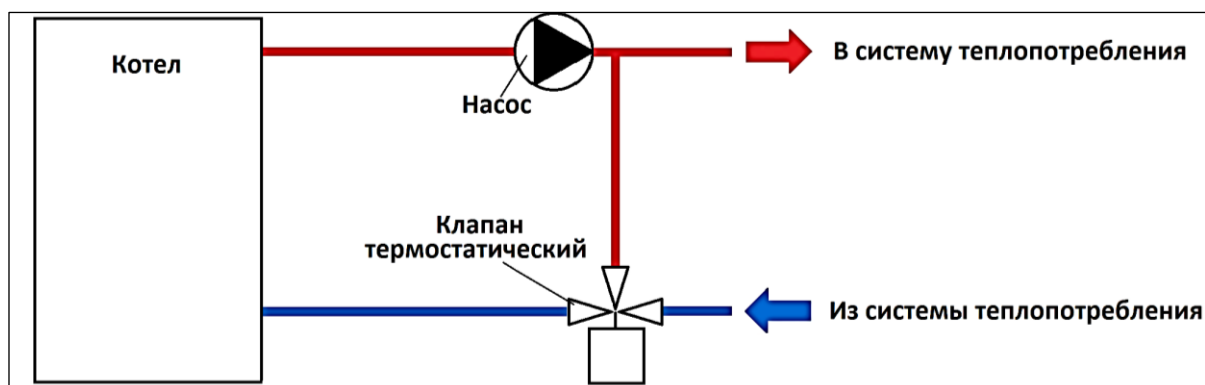 Котел
В систему теплопотребления
Насос
Клапан
термостатический
Из системы теплопотребления